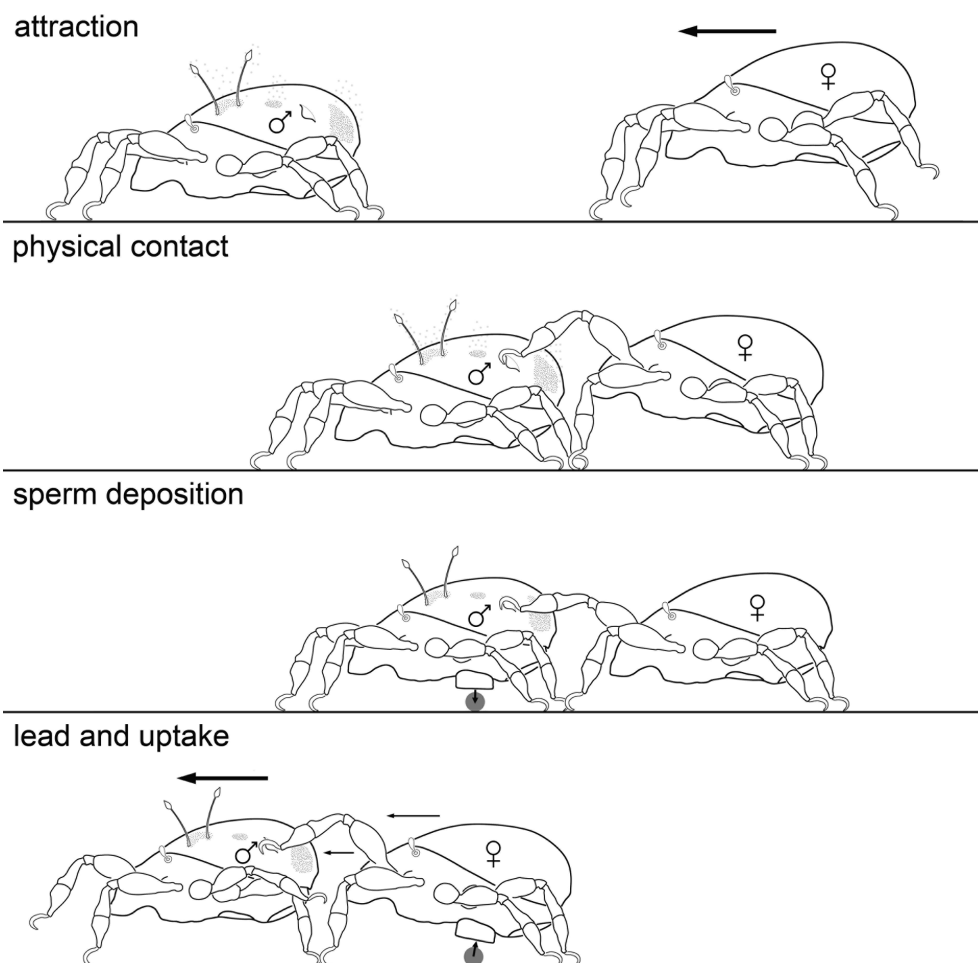 attraction
physical contact
sperm deposition
lead and uptake